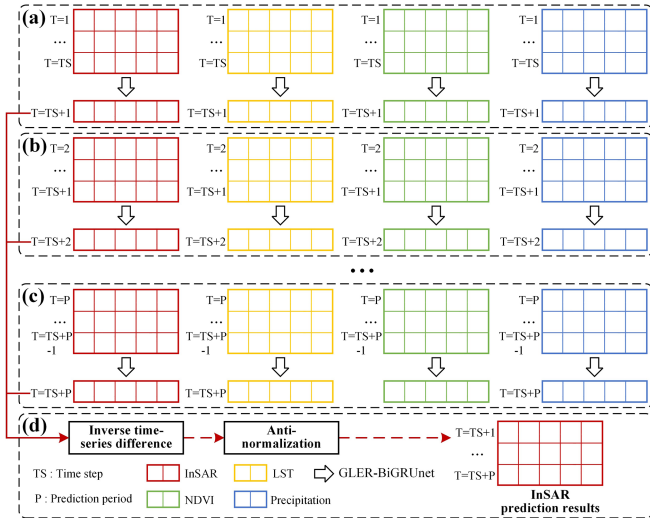 (a)
T=1 T=1 T=1 T=1
... ... ... ...
T=TS T=TS T=TS T=TS
T=TS+1 T=TS+1 T=TS+1 T=TS+1
(b)
T=2 T=2 T=2 T=2
... ... ... ...
T=TS+1 T=TS+1 T=TS+1 T=TS+1
T=TS+2 T=TS+2 T=TS+2 T=TS+2
...
(c)
T=P T=P T=P T=P
... ... ... ...
T=TS+P T=TS+P T=TS+P T=TS+P
-1 -1 -1 -1
T=TS+P T=TS+P T=TS+P
(d)
Inverse time-
series difference
Anti-
normalization
T=TS+1
...
T=TS+P
InSAR
prediction results
TS : Time step InSAR LST GLER-BiGRUnet
P : Prediction period NDVI Precipitation